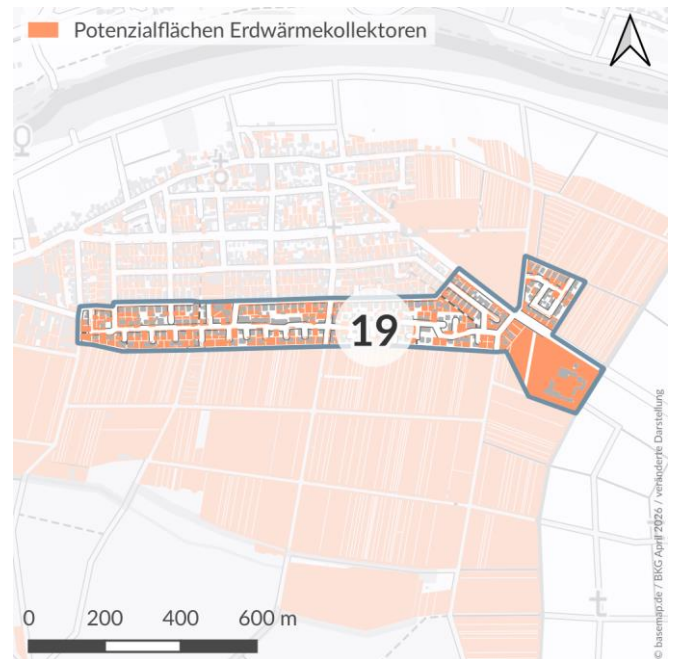 Potenzialflächen Erdwärmekollektoren
19
0 200 400 600 m
© basemap.de / BKG April 2026 / veränderte Darstellung